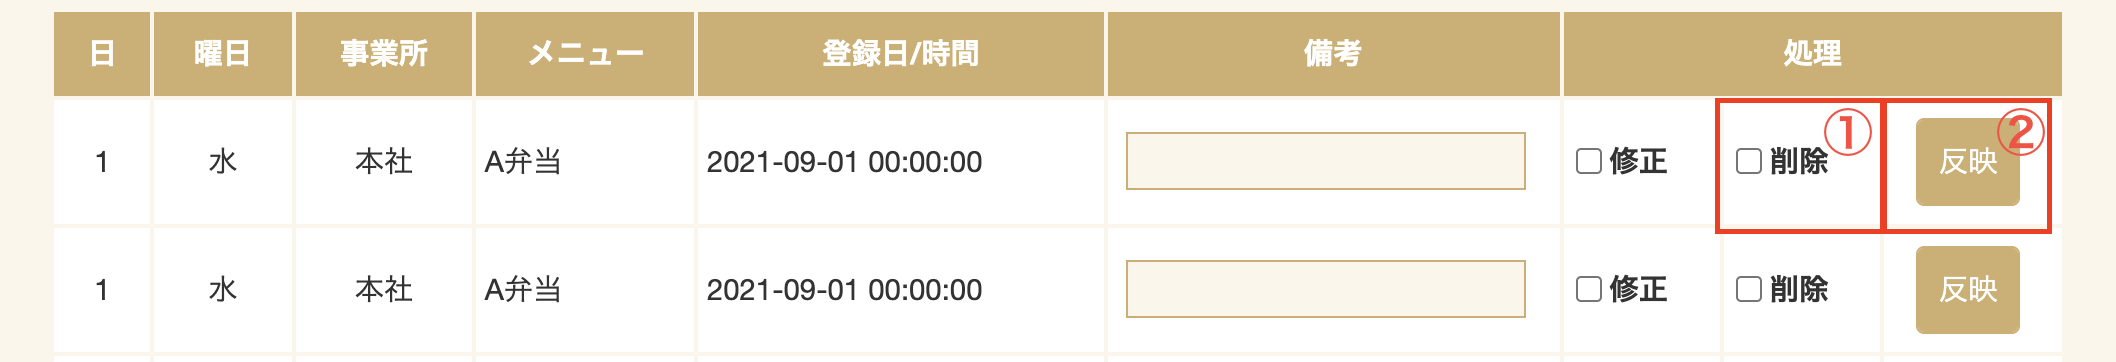 日 曜日 事業所 メニュー 登録日/時間 備考 処理
1 水 本社 A弁当 2021-09-01 00:00:00 修正 削除 ① 反映 ②
1 水 本社 A弁当 2021-09-01 00:00:00 修正 削除 反映